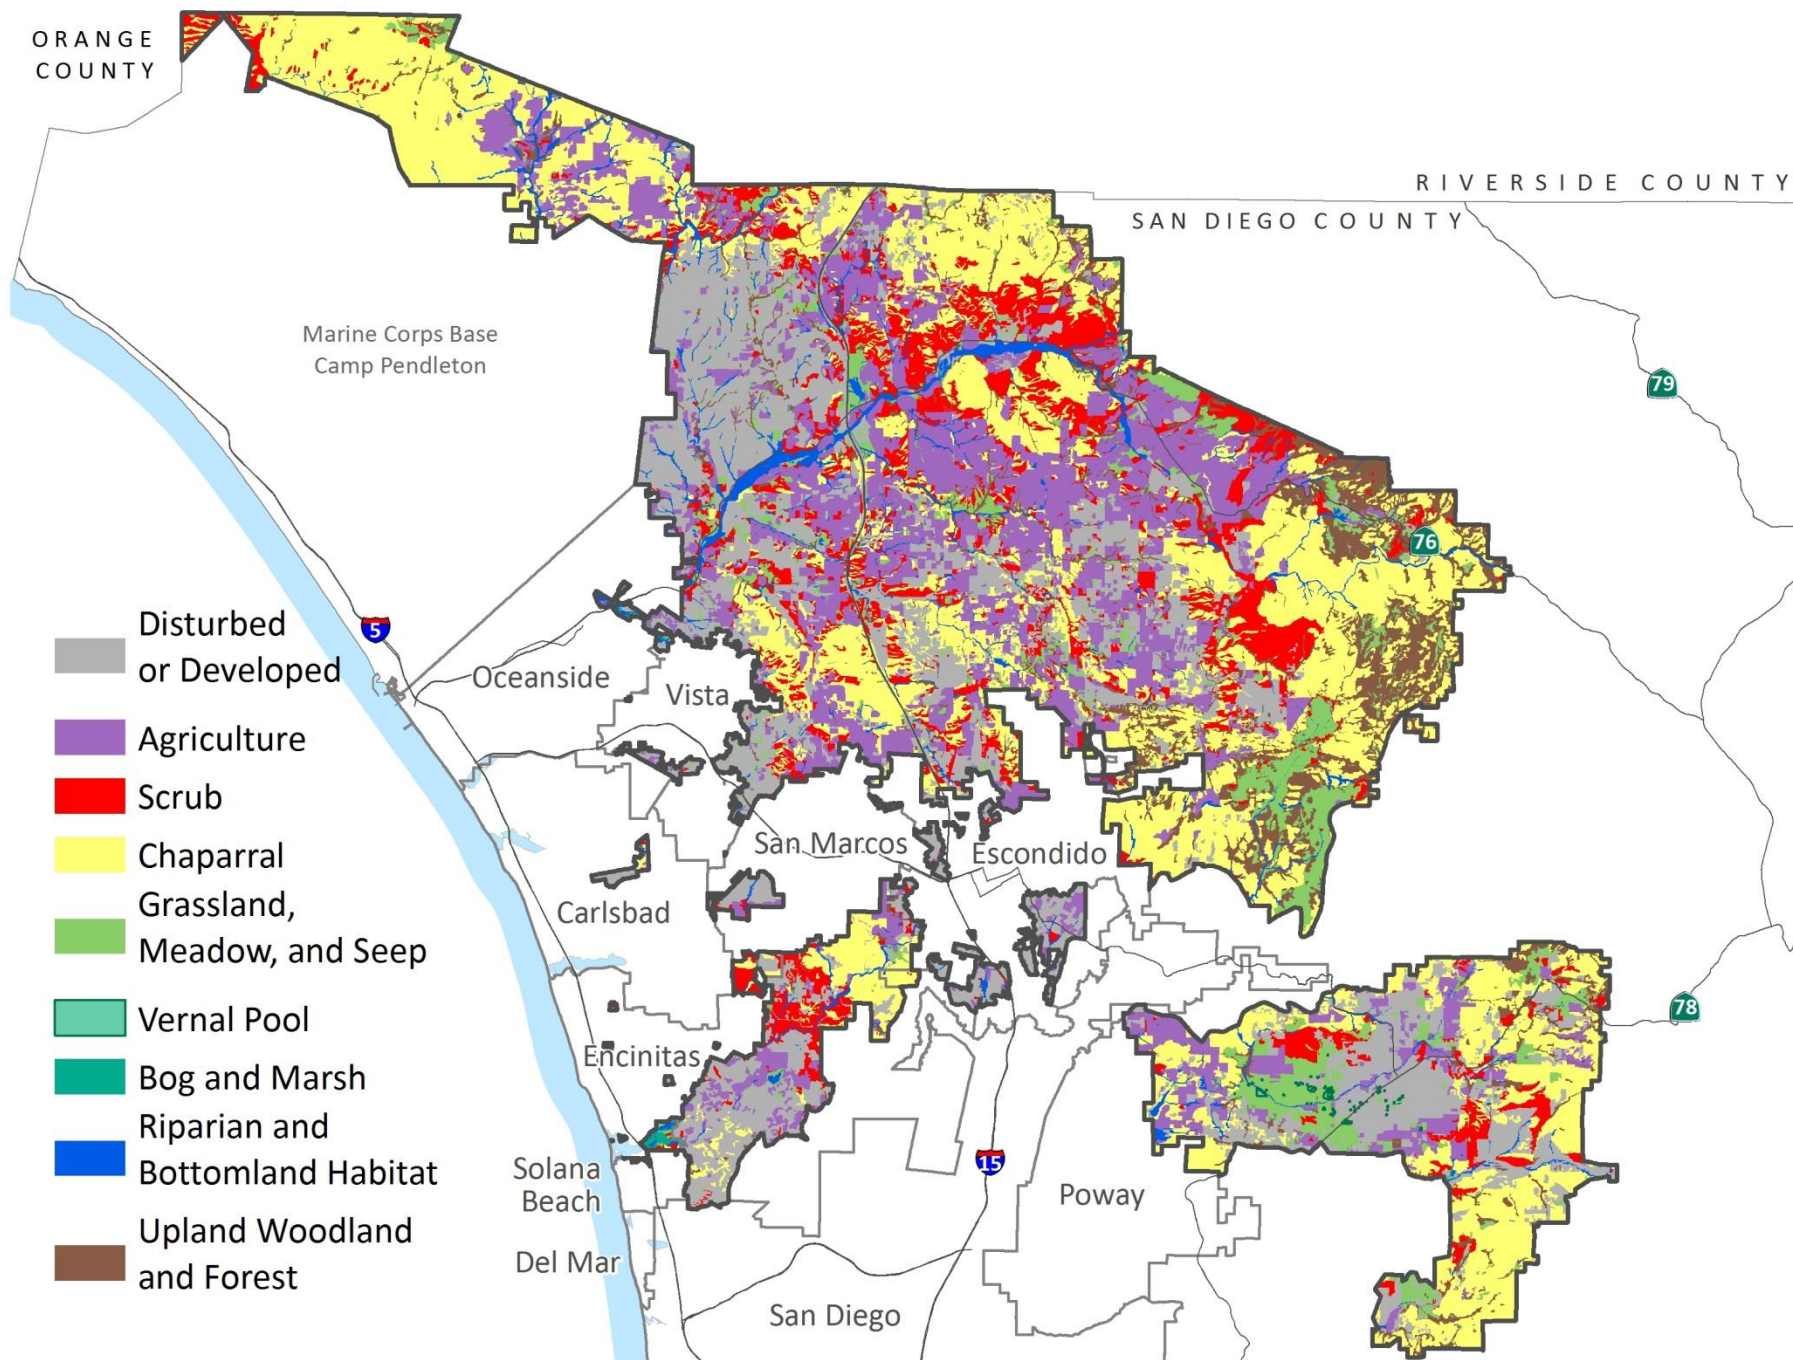 ORANGE
COUNTY
RIVERSIDE COUNTY
SAN DIEGO COUNTY
Marine Corps Base
Camp Pendleton
79
76
5
Disturbed
or Developed
Oceanside
Vista
Agriculture
Scrub
Chaparral
San Marcos
Escondido
Grassland,
Meadow, and Seep
Carlsbad
Vernal Pool
78
Bog and Marsh
Encinitas
Riparian and
Bottomland Habitat
Solana
Beach
15
Poway
Upland Woodland
and Forest
Del Mar
San Diego